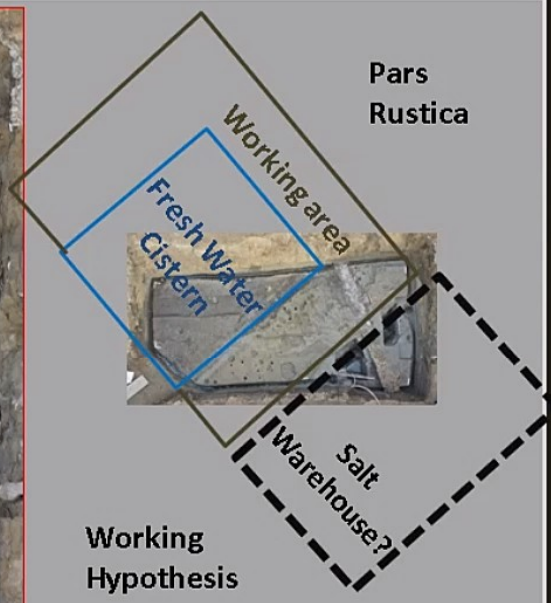 Pars
Rustica
Working area
Fresh Water
Cistern
Salt
Warehouse?
Working
Hypothesis